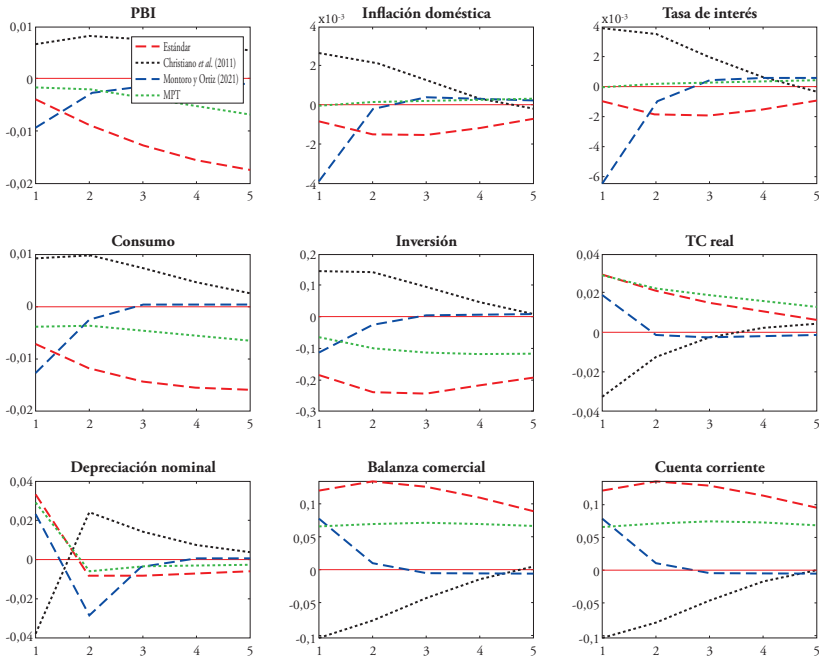 PBI
0,01
0
-0,01
-0,02
1 2 3 4 5
Estándar
Christiano et al. (2011)
Montoro y Ortiz (2021)
MPT
Inflación doméstica
x10-3
4
2
0
-2
-4
1 2 3 4 5
Tasa de interés
x10-3
4
2
0
-2
-4
-6
1 2 3 4 5
Consumo
0,01
0
-0,01
-0,02
1 2 3 4 5
Inversión
0,2
0,1
0
-0,1
-0,2
-0,3
1 2 3 4 5
TC real
0,04
0,02
0
-0,02
-0,04
1 2 3 4 5
Depreciación nominal
0,04
0,02
0
-0,02
-0,04
1 2 3 4 5
Balanza comercial
0,1
0,05
0
-0,05
-0,1
1 2 3 4 5
Cuenta corriente
0,1
0,05
0
-0,05
-0,1
1 2 3 4 5